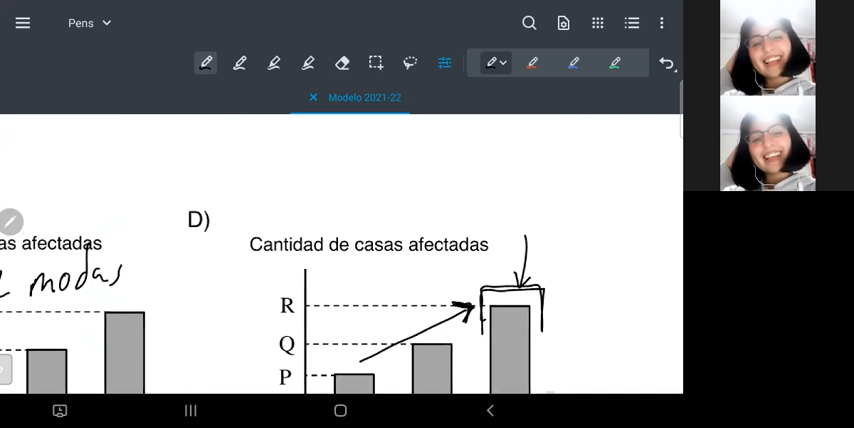 Pens
Modelo 2021-22
D)
as afectadas
modas
Cantidad de casas afectadas
R
Q
P